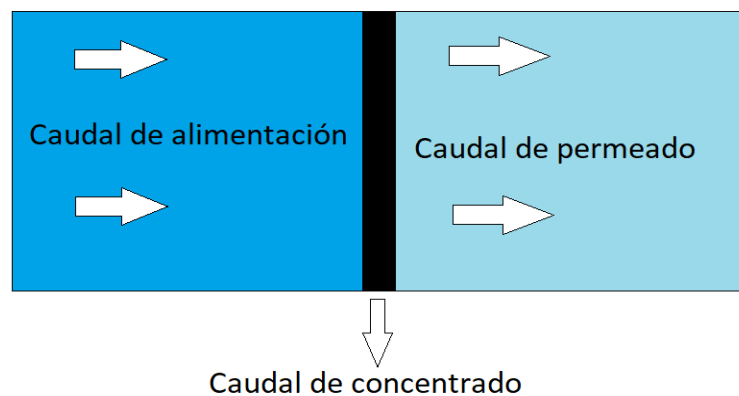 Caudal de alimentación
Caudal de permeado
Caudal de concentrado